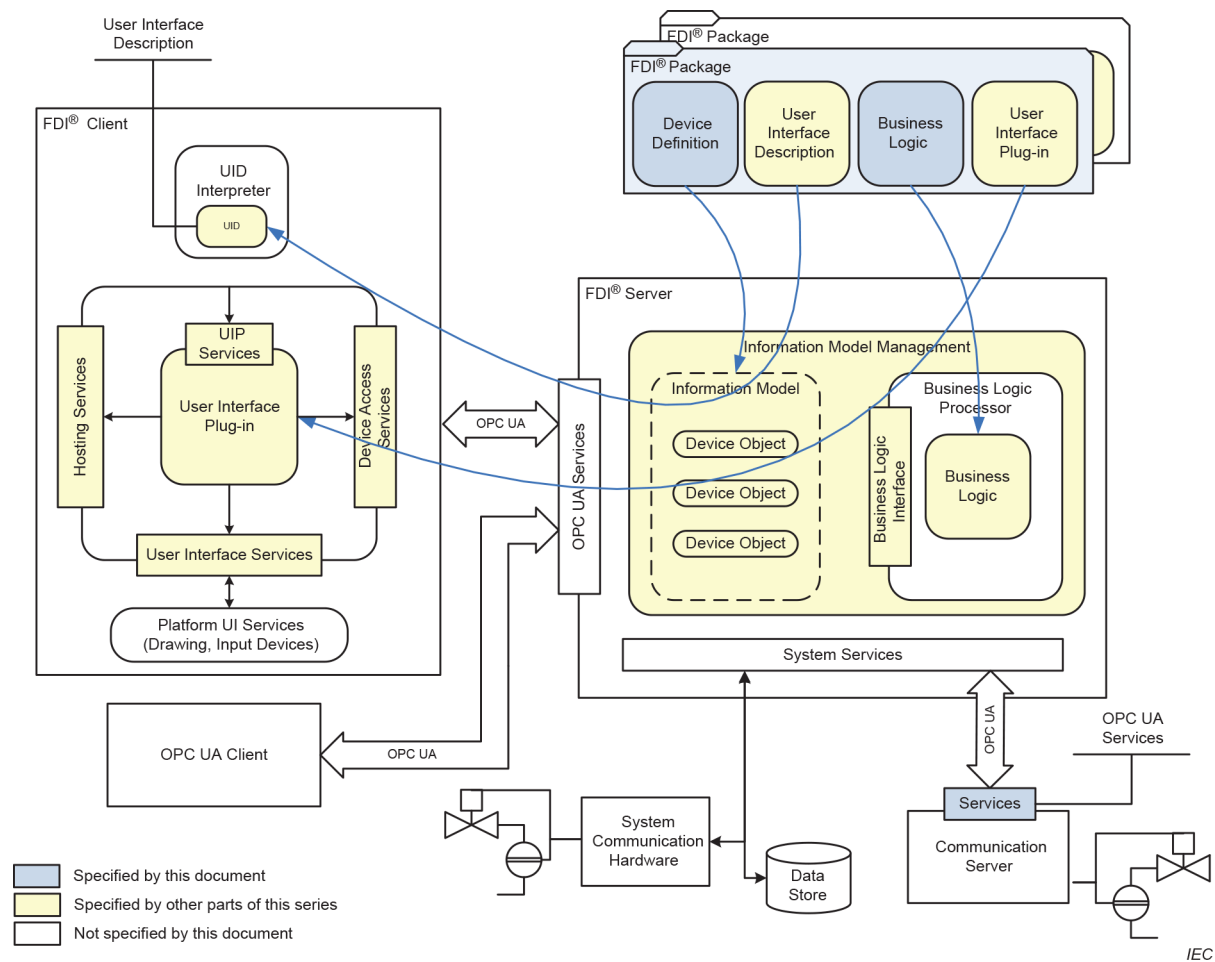 User Interface
Description
FDI® Package
FDI® Package
Device
Definition
User
Interface
Description
Business
Logic
User
Interface
Plug-in
FDI® Client
UID
Interpreter
UID
UIP
Services
Hosting Services
User Interface
Plug-in
Device Access
Services
User Interface Services
Platform UI Services
(Drawing, Input Devices)
OPC UA
OPC UA Services
FDI® Server
Information Model Management
Information Model
Device Object
Device Object
Device Object
Business Logic
Processor
Business Logic
Interface
Business
Logic
System Services
OPC UA Client
OPC UA
OPC UA
OPC UA
Services
Services
Communication
Server
System
Communication
Hardware
Data
Store
Specified by this document
Specified by other parts of this series
Not specified by this document
IEC